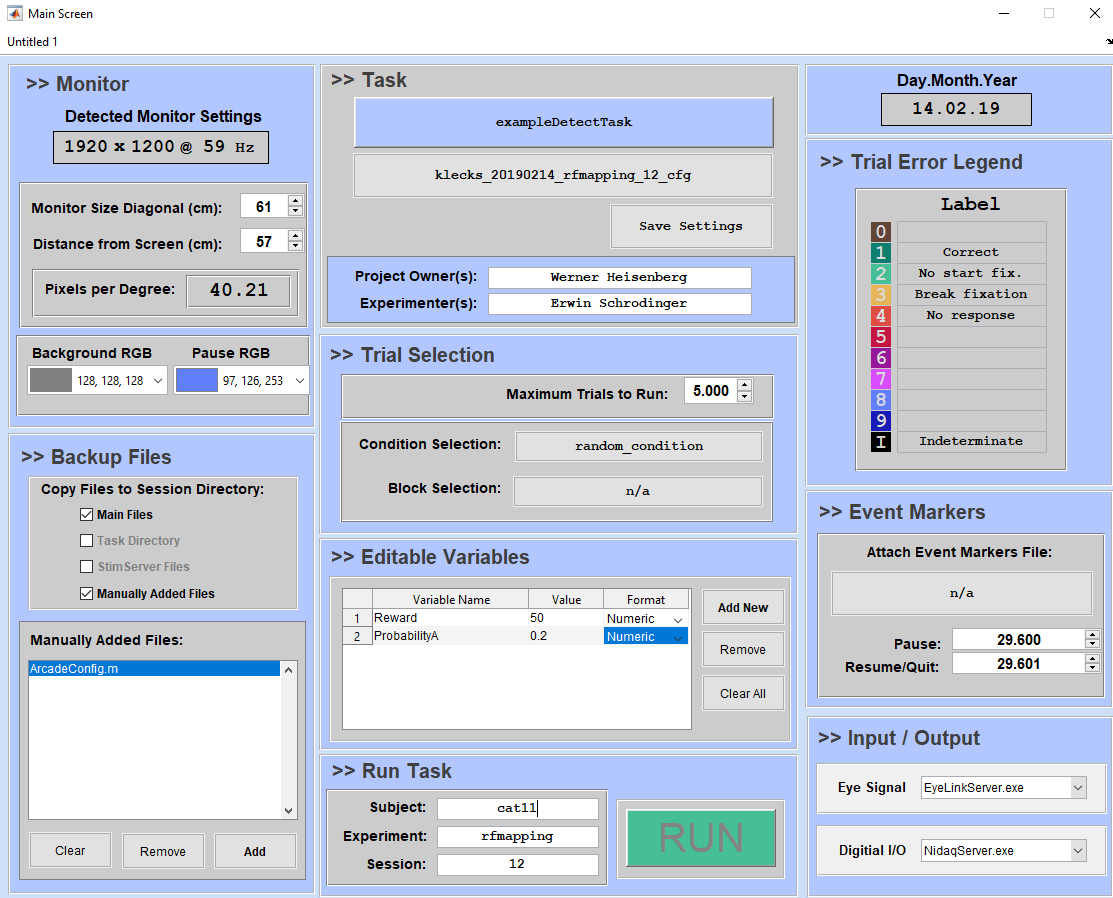 Main Screen
Untitled 1
>> Monitor
Detected Monitor Settings
1920 x 1200 @ 59 Hz
Monitor Size Diagonal (cm): 61
Distance from Screen (cm): 57
Pixels per Degree: 40.21
Background RGB Pause RGB
128, 128, 128 97, 126, 253
>> Backup Files
Copy Files to Session Directory:
Main Files
Task Directory
StimServer Files
Manually Added Files
Manually Added Files:
ArcadeConfig.m
Clear Remove Add
>> Task
exampleDetectTask
klecks_20190214_rfmapping_12_cfg
Save Settings
Project Owner(s): Werner Heisenberg
Experimenter(s): Erwin Schrodinger
>> Trial Selection
Maximum Trials to Run: 5.000
Condition Selection: random_condition
Block Selection: n/a
>> Editable Variables
Variable Name Value Format
1 Reward 50 Numeric
2 ProbabilityA 0.2 Numeric
Add New
Remove
Clear All
>> Run Task
Subject: cat11
Experiment: rfmapping
Session: 12
RUN
Day.Month.Year
14.02.19
>> Trial Error Legend
Label
0
1 Correct
2 No start fix.
3 Break fixation
4 No response
5
6
7
8
9
I Indeterminate
>> Event Markers
Attach Event Markers File:
n/a
Pause: 29.600
Resume/Quit: 29.601
>> Input / Output
Eye Signal EyeLinkServer.exe
Digitial I/O NidaqServer.exe